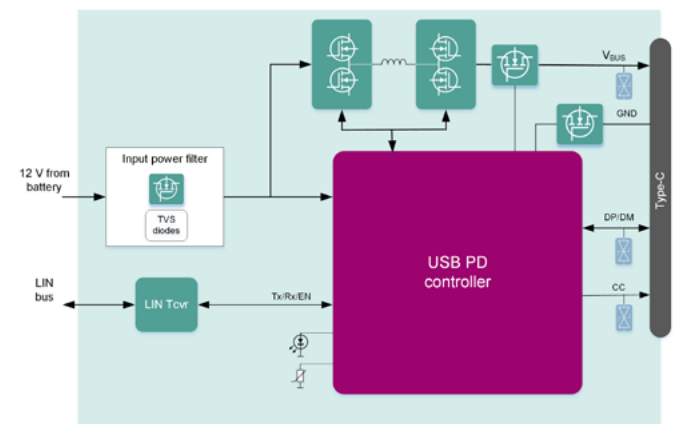 V_BUS
GND
Input power filter
12 V from
battery
TVS
diodes
Type-C
DP/DM
USB PD
controller
LIN
bus
LIN Tcvr
Tx/Rx/EN
CC